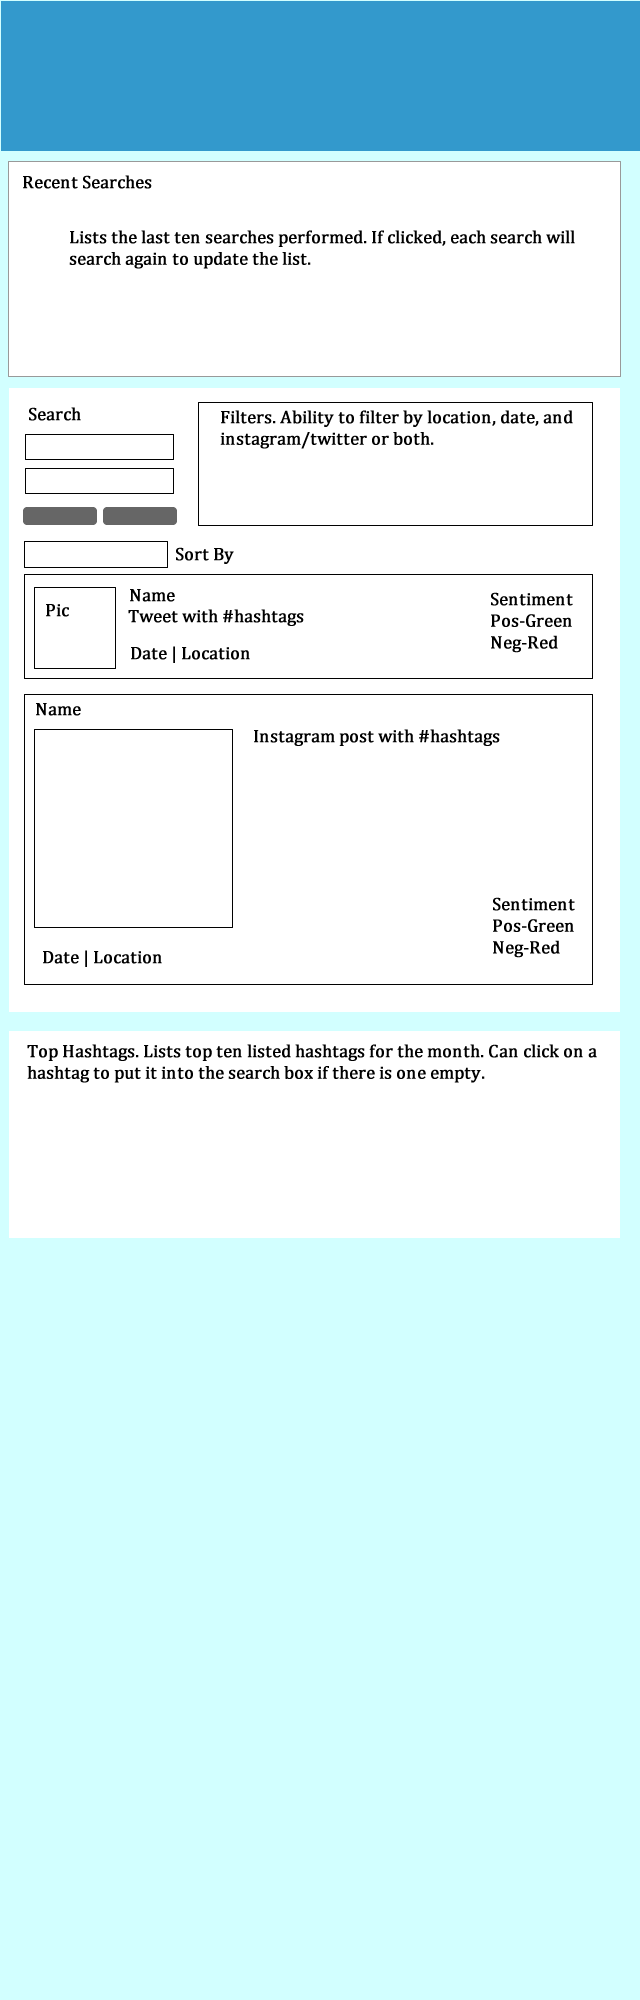 Recent Searches
Lists the last ten searches performed. If clicked, each search will
search again to update the list.
Search
Filters. Ability to filter by location, date, and
instagram/twitter or both.
Sort By
Pic
Name
Tweet with #hashtags
Date | Location
Sentiment
Pos-Green
Neg-Red
Name
Instagram post with #hashtags
Sentiment
Pos-Green
Neg-Red
Date | Location
Top Hashtags. Lists top ten listed hashtags for the month. Can click on a
hashtag to put it into the search box if there is one empty.